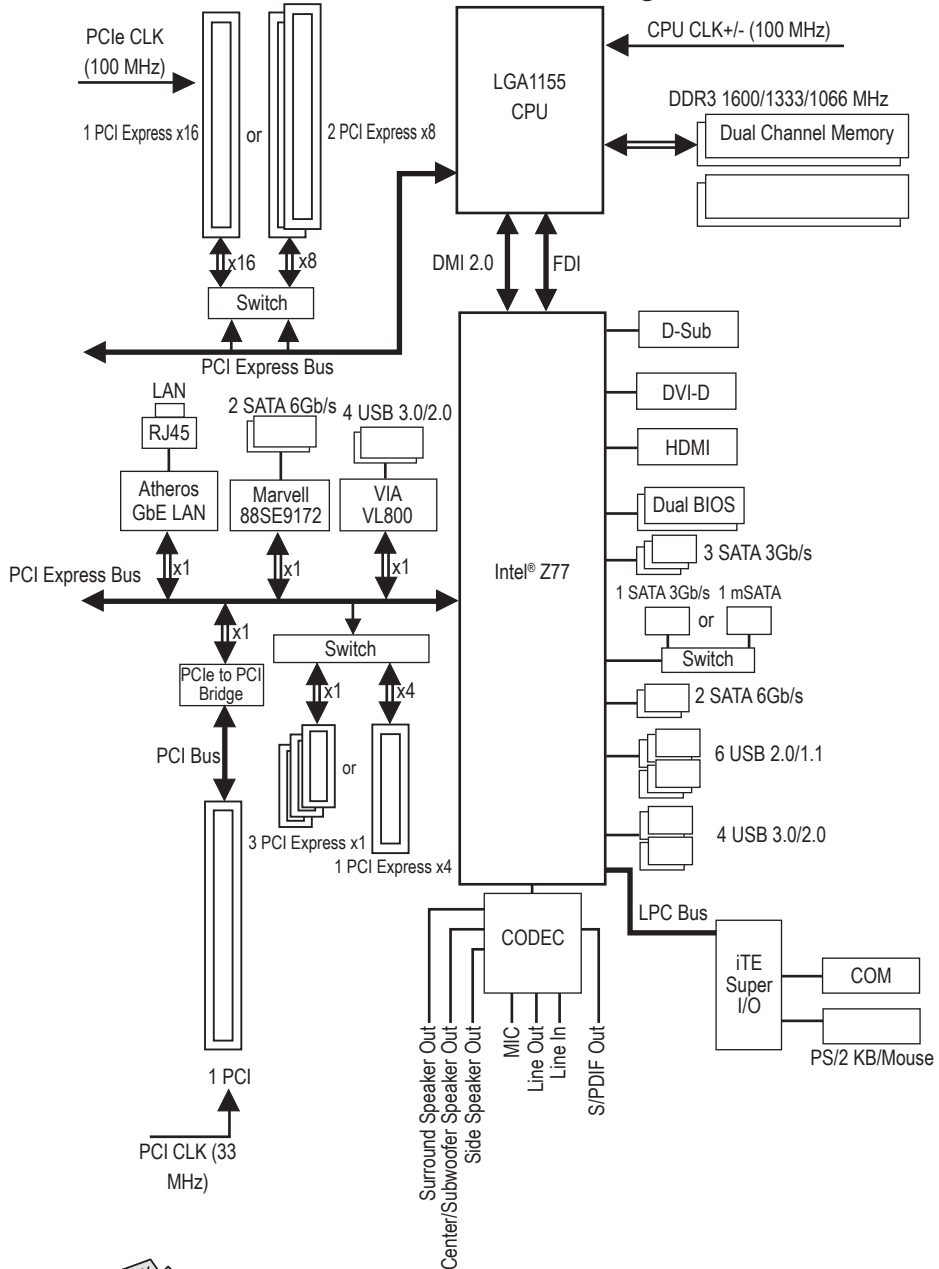 PCIe CLK
(100 MHz)
CPU CLK+/- (100 MHz)
LGA1155
CPU
DDR3 1600/1333/1066 MHz
Dual Channel Memory
1 PCI Express x16
or
2 PCI Express x8
x16
x8
Switch
DMI 2.0
FDI
PCI Express Bus
D-Sub
DVI-D
HDMI
Dual BIOS
3 SATA 3Gb/s
1 SATA 3Gb/s
1 mSATA
or
Switch
2 SATA 6Gb/s
6 USB 2.0/1.1
4 USB 3.0/2.0
Intel® Z77
LAN
RJ45
2 SATA 6Gb/s
4 USB 3.0/2.0
Atheros
GbE LAN
Marvell
88SE9172
VIA
VL800
x1
x1
x1
PCI Express Bus
x1
Switch
PCIe to PCI
Bridge
x1
x4
PCI Bus
or
3 PCI Express x1
1 PCI Express x4
1 PCI
PCI CLK (33
MHz)
CODEC
Surround Speaker Out
Center/Subwoofer Speaker Out
Side Speaker Out
MIC
Line Out
Line In
S/PDIF Out
LPC Bus
iTE
Super
I/O
COM
PS/2 KB/Mouse